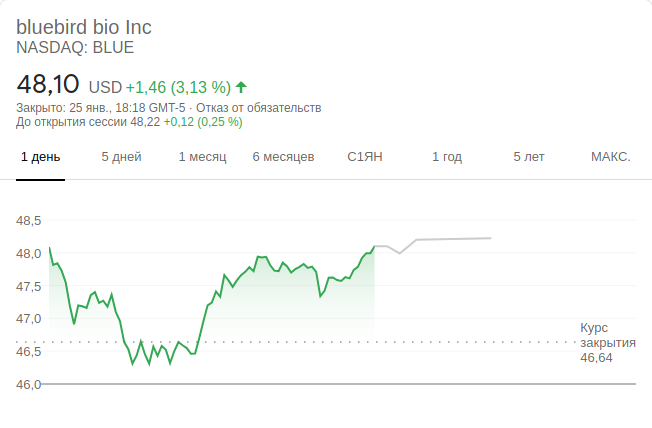 bluebird bio Inc
NASDAQ: BLUE
48,10 USD +1,46 (3,13 %)
Закрыто: 25 янв., 18:18 GMT-5 · Отказ от обязательств
До открытия сессии 48,22 +0,12 (0,25 %)
1 день 5 дней 1 месяц 6 месяцев С1ЯН 1 год 5 лет МАКС.
48,5
48,0
47,5
47,0
46,5
46,0
Курс
закрытия
46,64